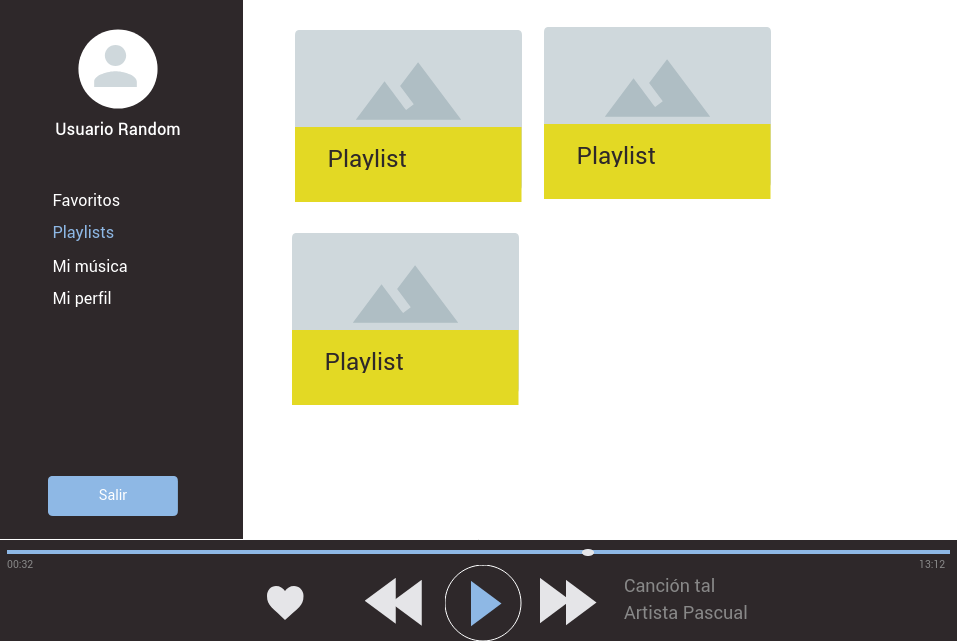 Usuario Random
Favoritos
Playlists
Mi música
Mi perfil
Salir
Playlist
Playlist
Playlist
00:32
13:12
Canción tal
Artista Pascual